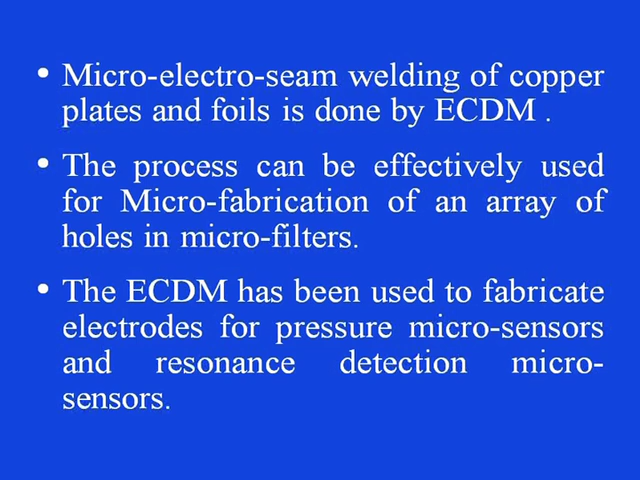 • Micro-electro-seam welding of copper
plates and foils is done by ECDM .
• The process can be effectively used
for Micro-fabrication of an array of
holes in micro-filters.
• The ECDM has been used to fabricate
electrodes for pressure micro-sensors
and resonance detection micro-
sensors.